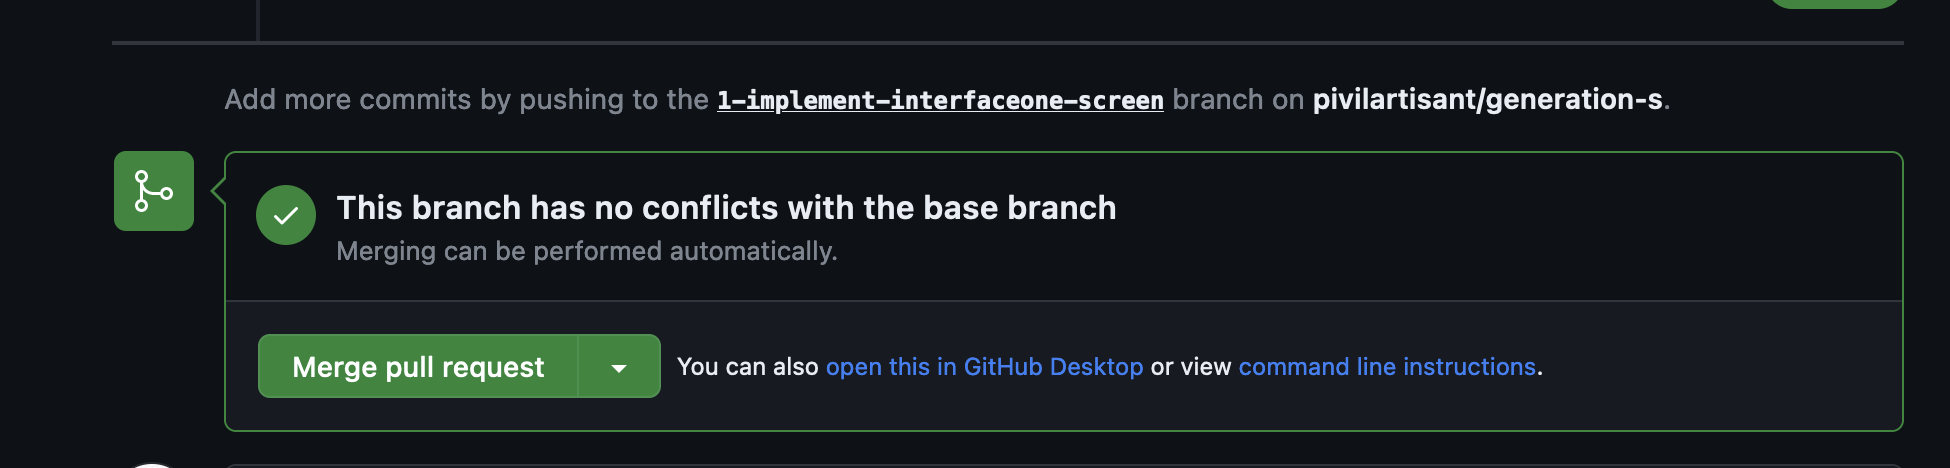 Add more commits by pushing to the 1-implement-interfaceone-screen branch on pivilartisant/generation-s.
This branch has no conflicts with the base branch
Merging can be performed automatically.
Merge pull request
You can also open this in GitHub Desktop or view command line instructions.